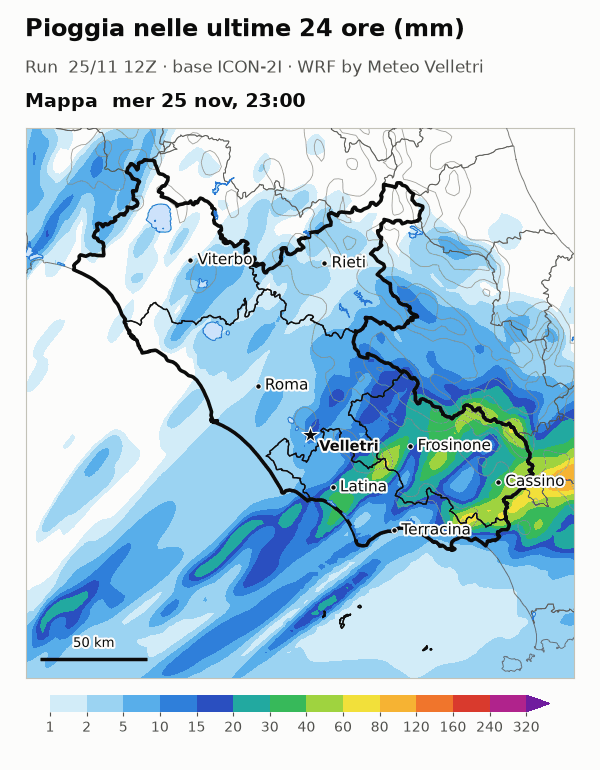 Pioggia nelle ultime 24 ore (mm)
Run  25/11 12Z · base ICON-2I · WRF by Meteo Velletri
Mappa  mer 25 nov, 23:00
Viterbo
Rieti
Roma
Velletri
Frosinone
Latina
Cassino
Terracina
50 km
1 2 5 10 15 20 30 40 60 80 120 160 240 320